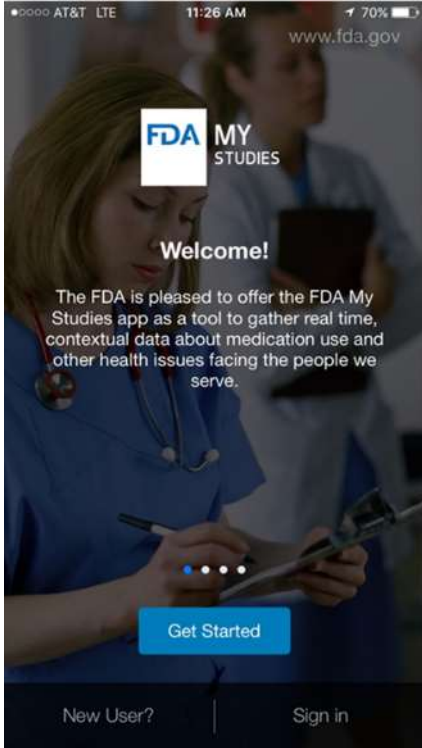 AT&T LTE 11:26 AM 70%
www.fda.gov
FDA MY
STUDIES
Welcome!
The FDA is pleased to offer the FDA My
Studies app as a tool to gather real time,
contextual data about medication use and
other health issues facing the people we
serve.
Get Started
New User? Sign in